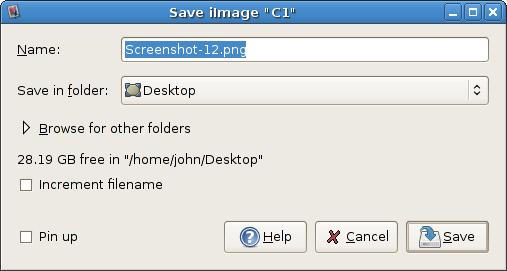 Save iImage "C1"
Name: Screenshot-12.png
Save in folder: Desktop
Browse for other folders
28.19 GB free in "/home/john/Desktop"
Increment filename
Pin up Help Cancel Save